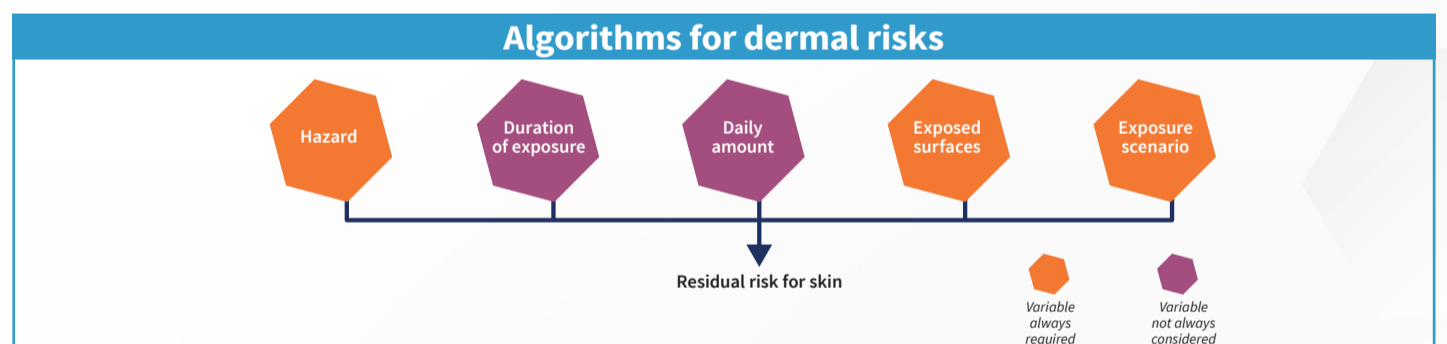 Algorithms for dermal risks
Hazard
Duration
of exposure
Daily
amount
Exposed
surfaces
Exposure
scenario
Residual risk for skin
Variable
always
required
Variable
not always
considered